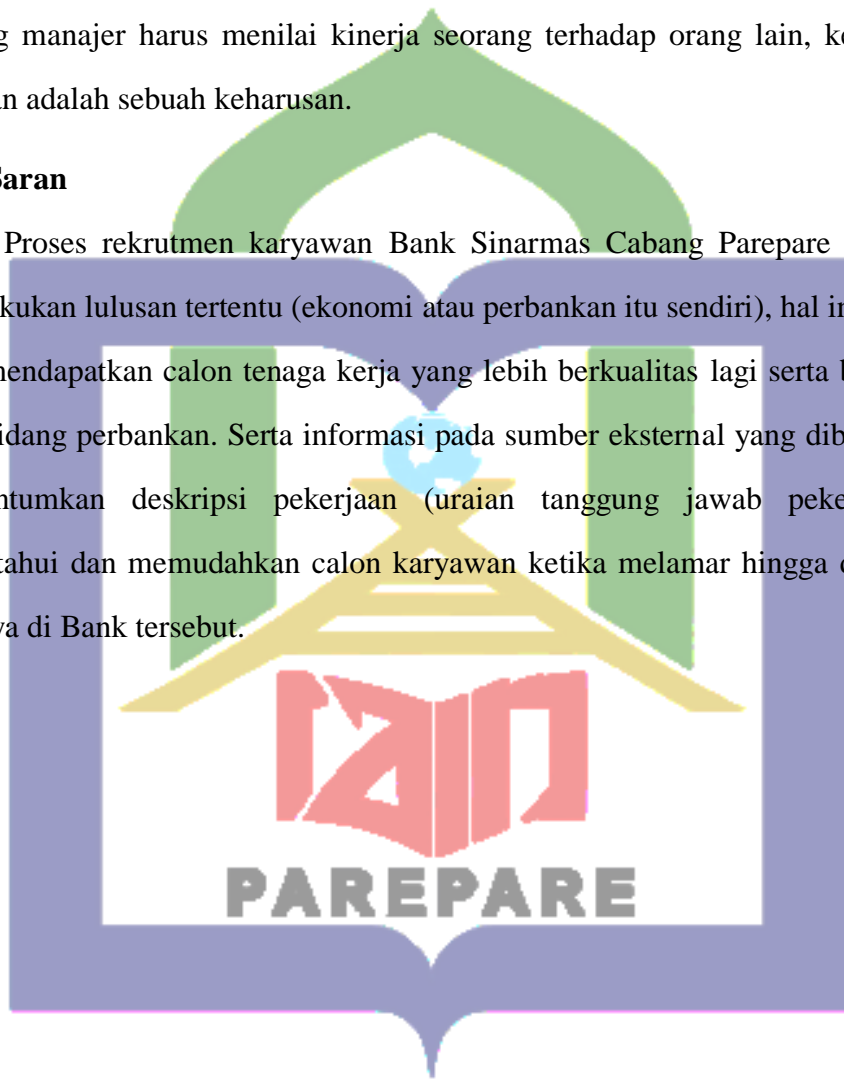 g manajer harus menilai kinerja seorang terhadap orang lain, ke
an adalah sebuah keharusan.
Saran
Proses rekrutmen karyawan Bank Sinarmas Cabang Parepare
kukan lulusan tertentu (ekonomi atau perbankan itu sendiri), hal in
mendapatkan calon tenaga kerja yang lebih berkualitas lagi serta b
idang perbankan. Serta informasi pada sumber eksternal yang dib
ntumkan deskripsi pekerjaan (uraian tanggung jawab peke
tahui dan memudahkan calon karyawan ketika melamar hingga d
ya di Bank tersebut.
iain
PAREPARE